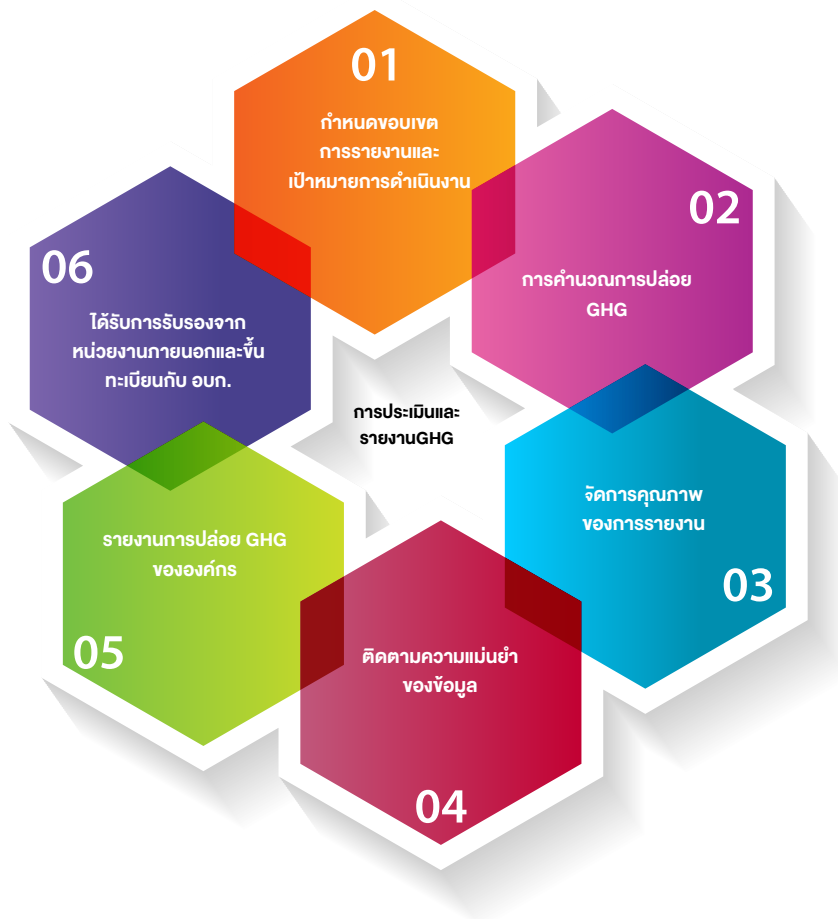 01
กำหนดขอบเขต
การรายงานและ
เป้าหมายการดำเนินงาน
02
การคำนวณการปล่อย
GHG
จัดการคุณภาพ
ของการรายงาน
03
ติดตามความแม่นยำ
ของข้อมูล
04
รายงานการปล่อย GHG
ขององค์กร
05
06
ได้รับการรับรองจาก
หน่วยงานภายนอกและขึ้น
ทะเบียนกับ อบก.
การประเมินและ
รายงานGHG